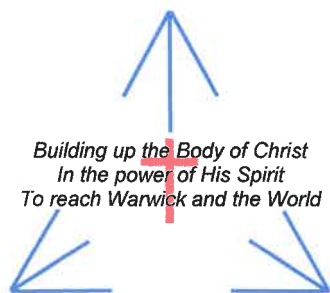 Building up the Body of Christ
In the power of His Spirit
To reach Warwick and the World